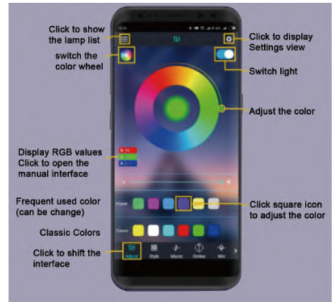 Click to show
the lamp list
switch the
color wheel
Click to display
Settings view
Switch light
Adjust the color
Display RGB values
Click to open the
manual interface
Frequent used color
(can be change)
Classic Colors
Click to shift the
interface
Click square icon
to adjust the color
Adjust
Style
Music
Mic